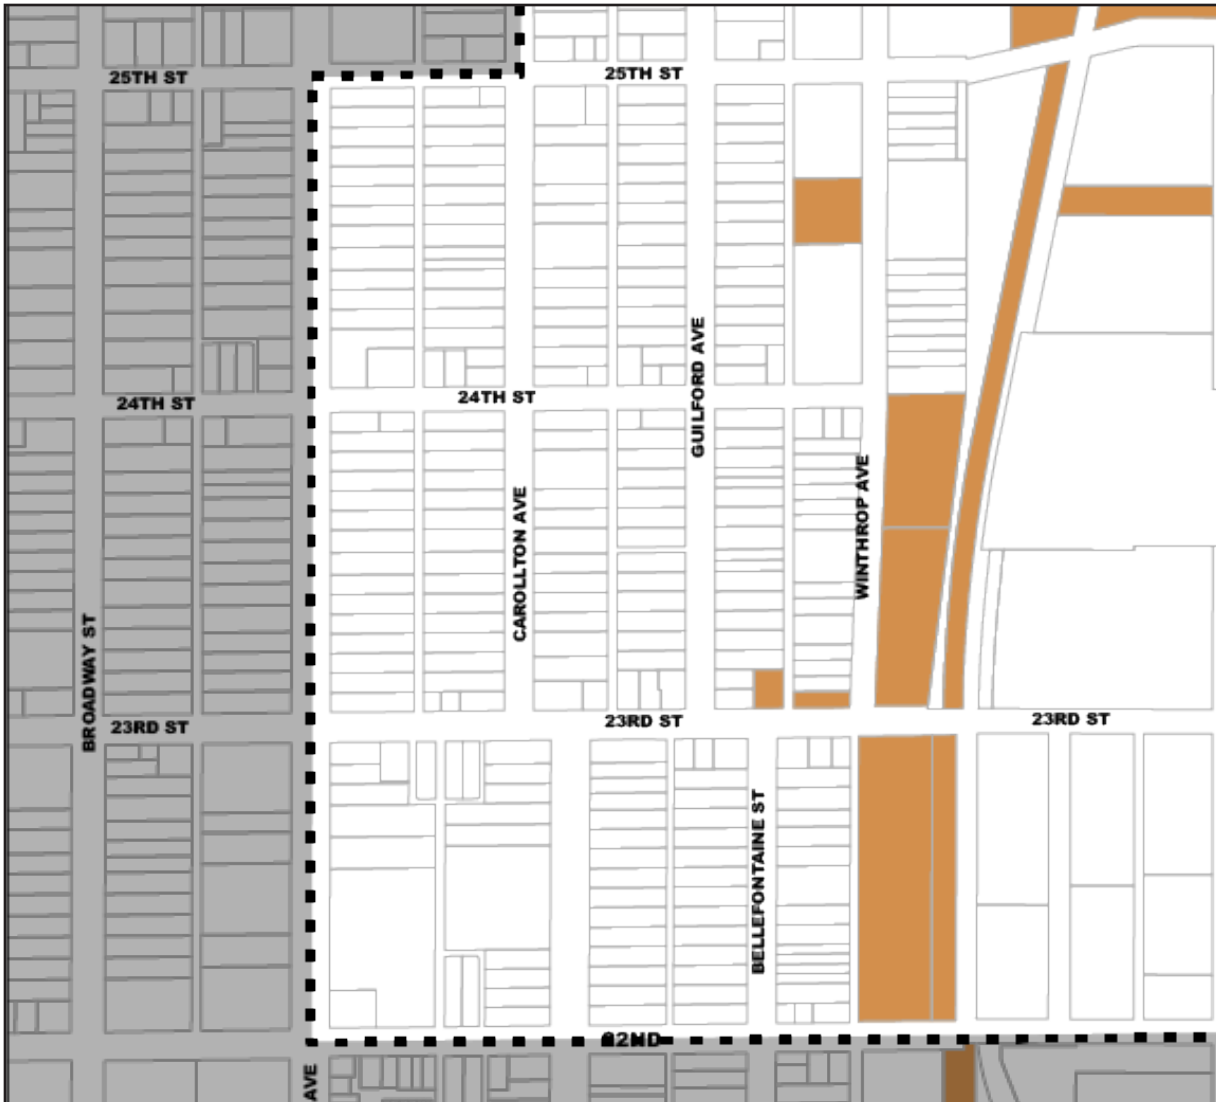 25TH ST
25TH ST
24TH ST
24TH ST
GUILFORD AVE
CAROLLTON AVE
WINTHROP AVE
BROADWAY ST
23RD ST
23RD ST
23RD ST
BELLEFONTAINE ST
22ND
AVE